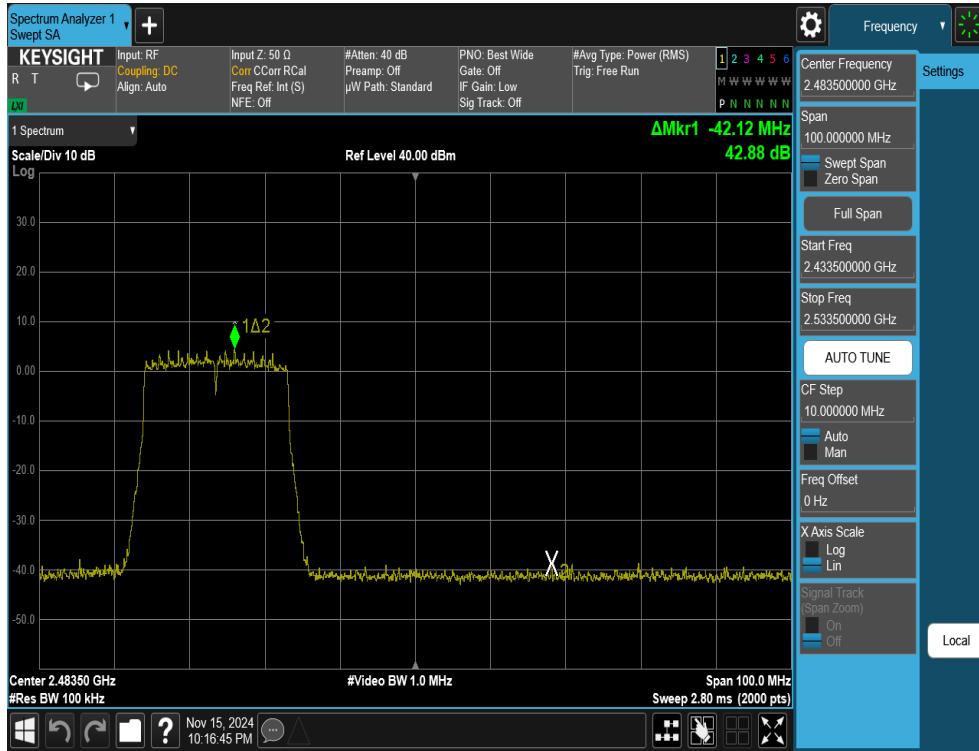 Spectrum Analyzer 1
Swept SA
Frequency
KEYSIGHT
R T
LXI
Input: RF
Coupling: DC
Align: Auto
Input Z: 50 Ω
Corr CCorr RCal
Freq Ref: Int (S)
NFE: Off
#Atten: 40 dB
Preamp: Off
µW Path: Standard
PNO: Best Wide
Gate: Off
IF Gain: Low
Sig Track: Off
#Avg Type: Power (RMS)
Trig: Free Run
1 2 3 4 5 6
M W W W W W
P N N N N N
1 Spectrum
Scale/Div 10 dB
Ref Level 40.00 dBm
ΔMkr1 -42.12 MHz
42.88 dB
Log
30.0
20.0
10.0
0.00
-10.0
-20.0
-30.0
-40.0
-50.0
1Δ2
X
Center 2.48350 GHz
#Video BW 1.0 MHz
Span 100.0 MHz
#Res BW 100 kHz
Sweep 2.80 ms (2000 pts)
Nov 15, 2024
10:16:45 PM
?
Center Frequency
2.483500000 GHz
Settings
Span
100.000000 MHz
Swept Span
Zero Span
Full Span
Start Freq
2.433500000 GHz
Stop Freq
2.533500000 GHz
AUTO TUNE
CF Step
10.000000 MHz
Auto
Man
Freq Offset
0 Hz
X Axis Scale
Log
Lin
Signal Track
(Span Zoom)
On
Off
Local